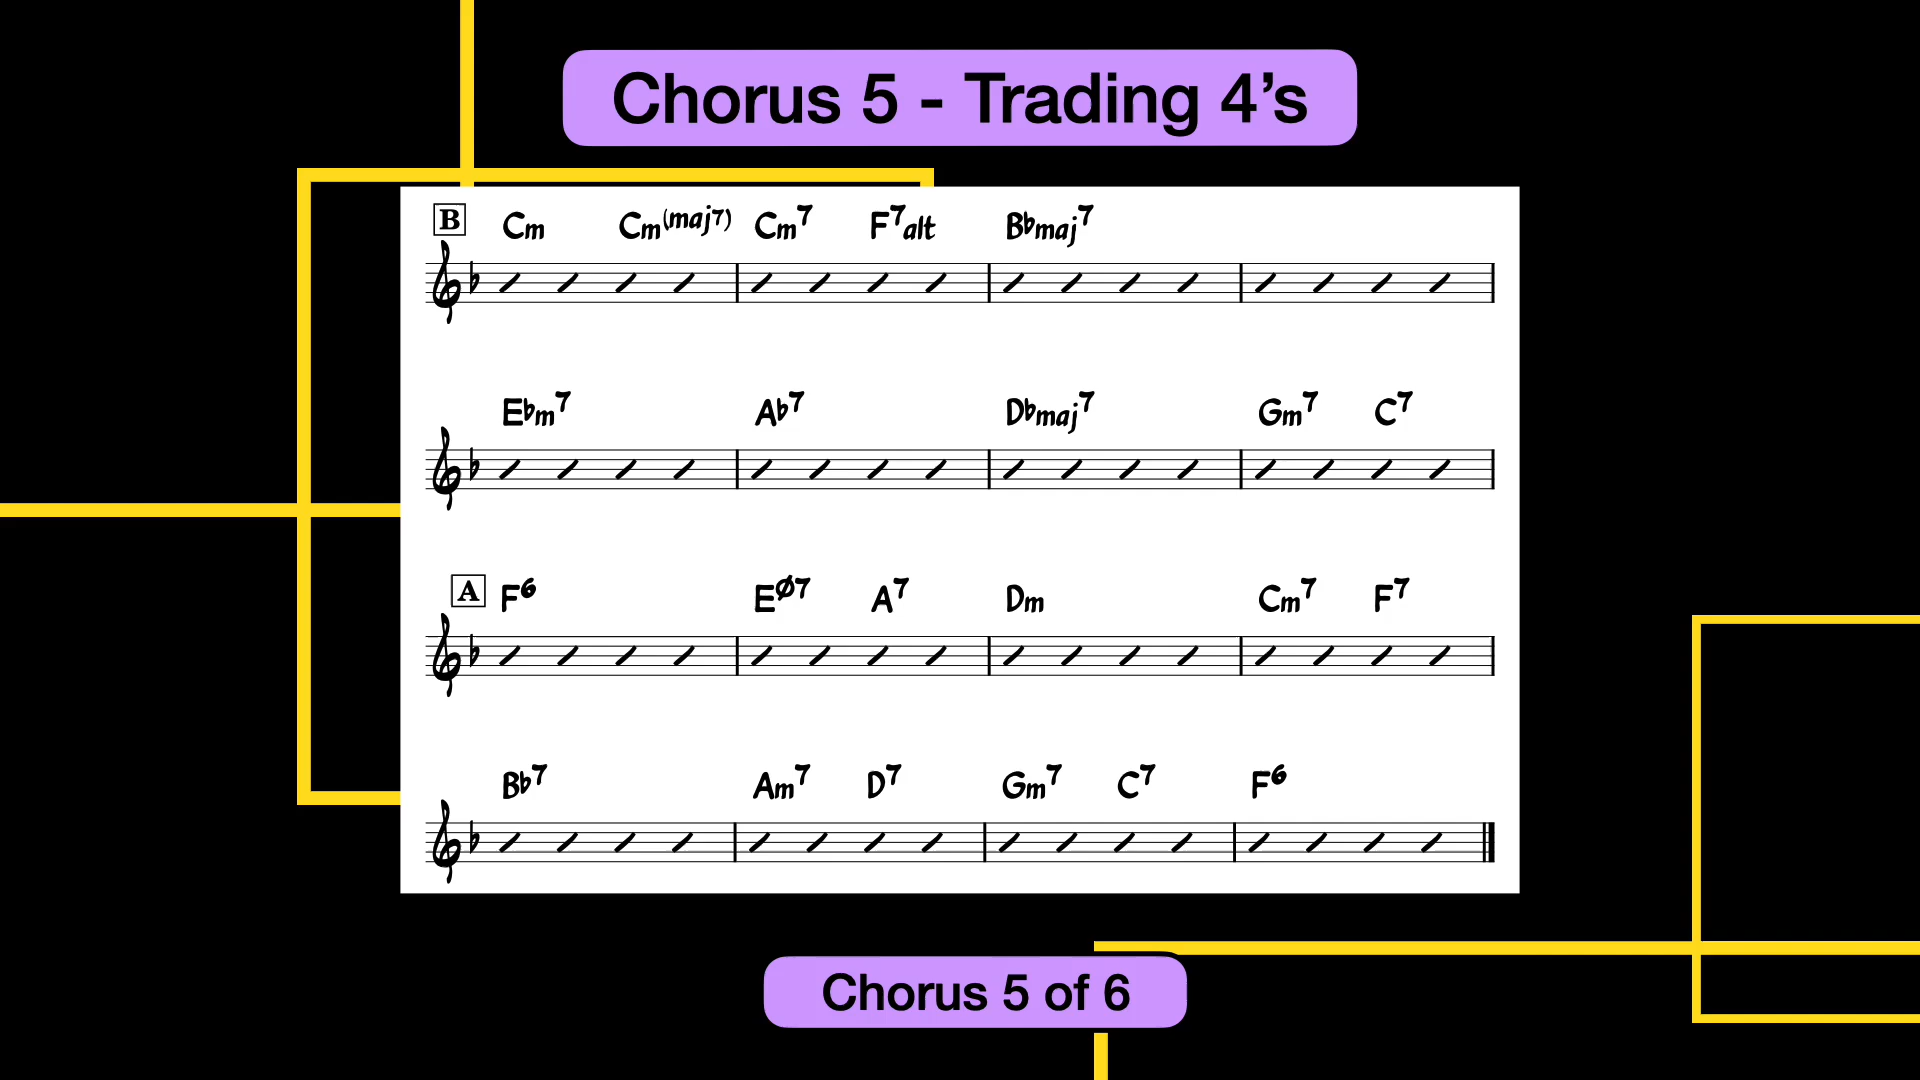 Chorus 5 - Trading 4’s
B Cm Cm(maj7) Cm7 F7alt B♭maj7
E♭m7 A♭7 D♭maj7 Gm7 C7
A F6 EØ7 A7 Dm Cm7 F7
B♭7 Am7 D7 Gm7 C7 F6
Chorus 5 of 6